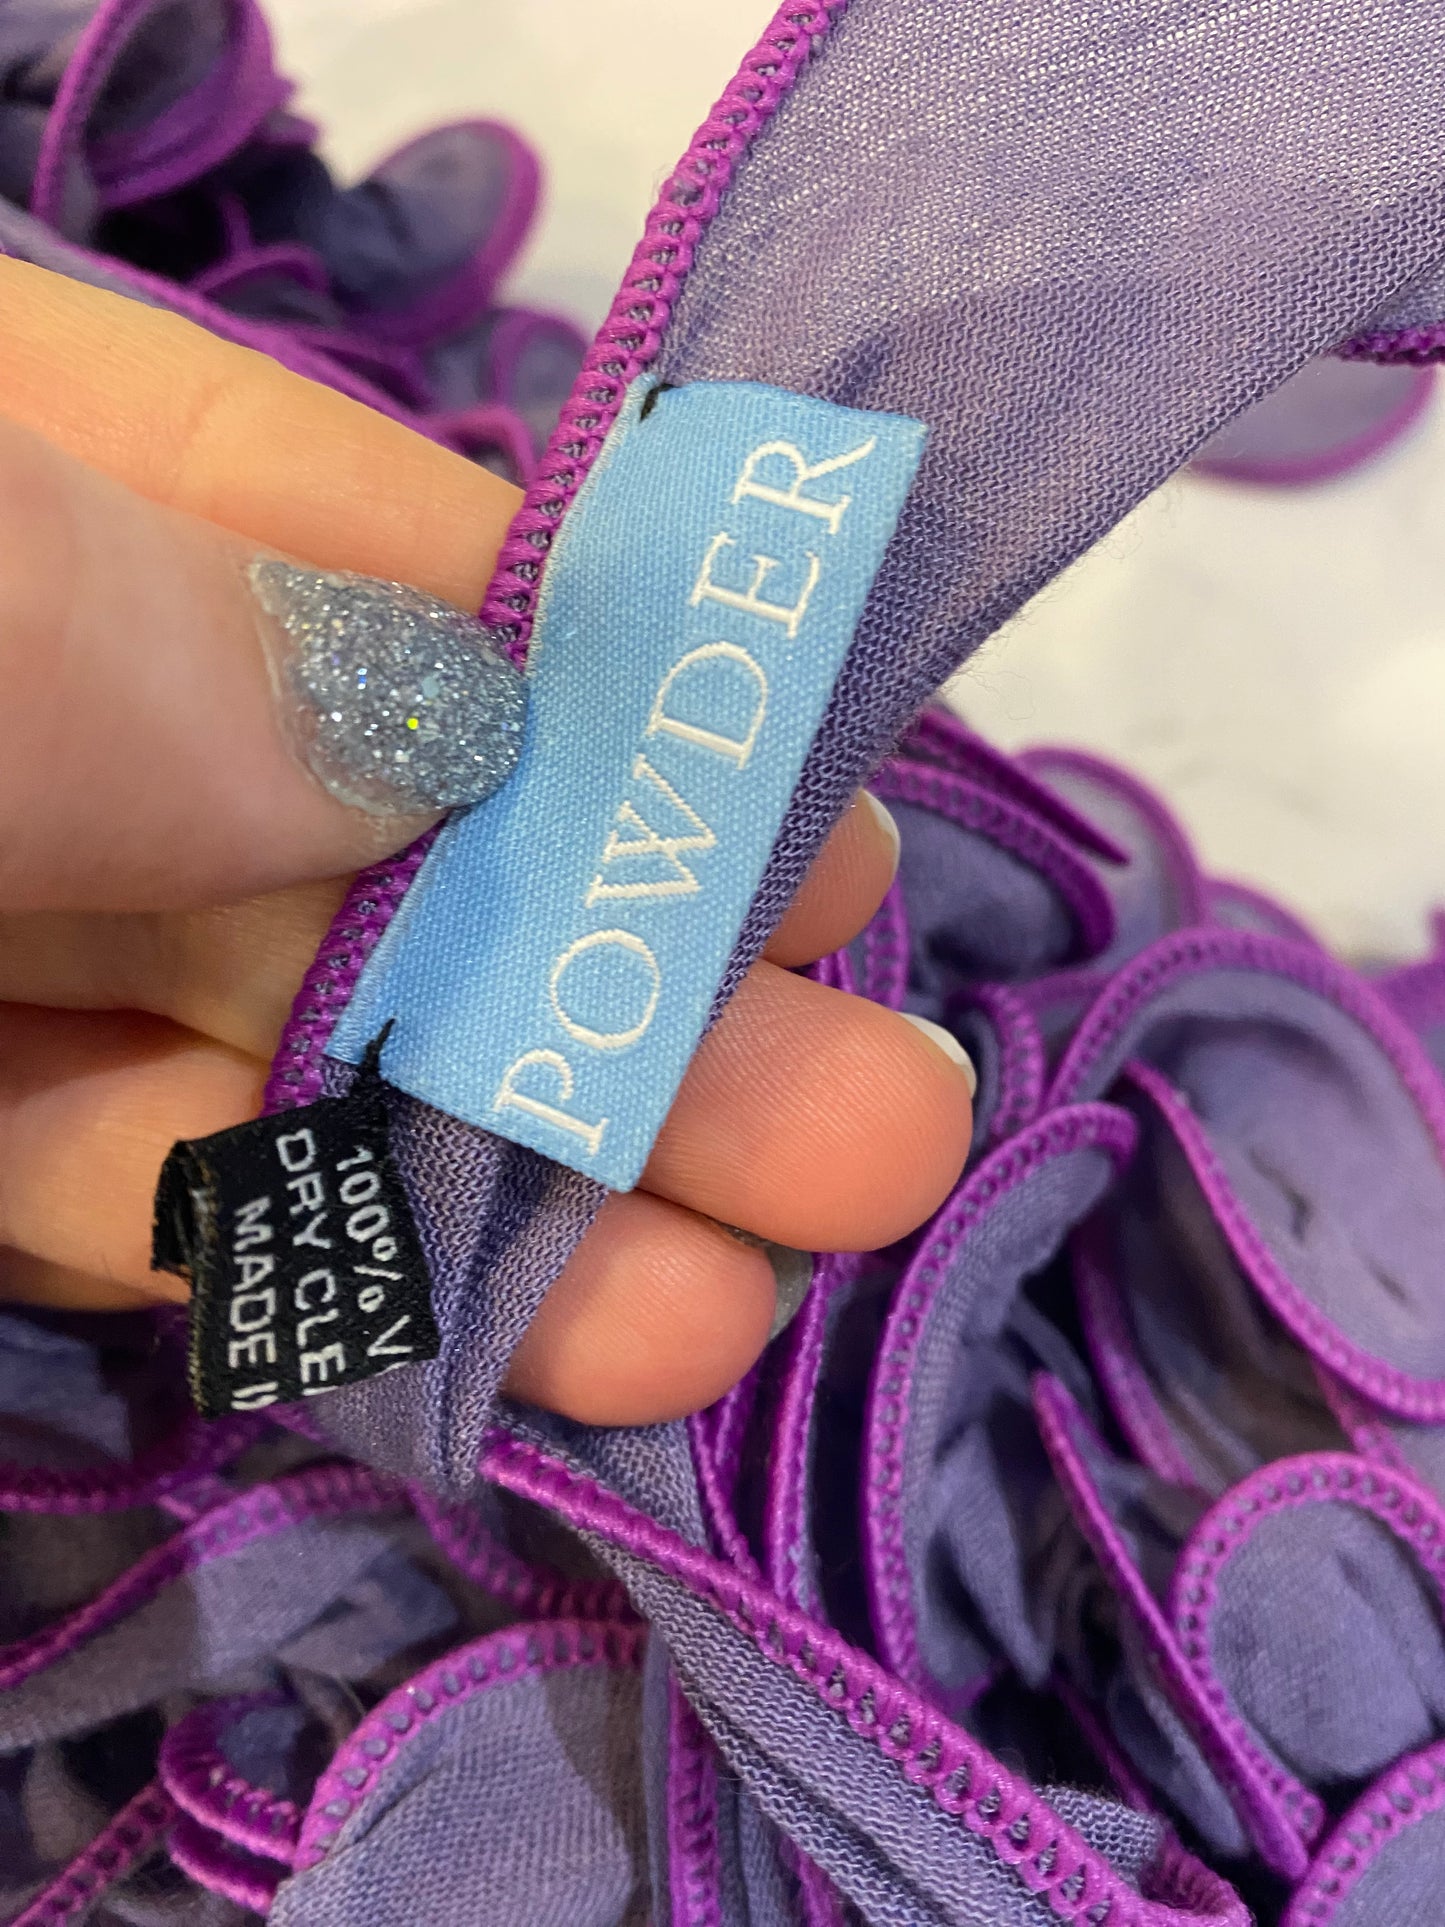 POWDER
100% V
DRY CLE
MADE I